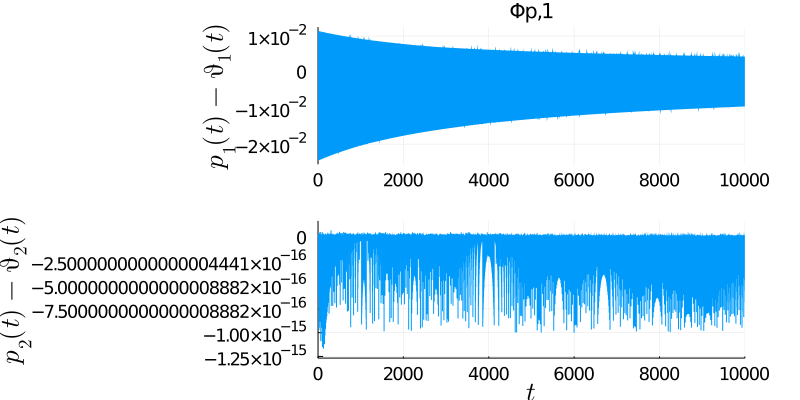 Φp,1
p₁(t) − ϑ₁(t)
1×10⁻²
0
−1×10⁻²
−2×10⁻²
0 2000 4000 6000 8000 10000
p₂(t) − ϑ₂(t)
0
−2.5000000000000004441×10⁻¹⁶
−5.0000000000000008882×10⁻¹⁶
−7.5000000000000008882×10⁻¹⁶
−1.00×10⁻¹⁵
−1.25×10⁻¹⁵
0 2000 4000 6000 8000 10000
t